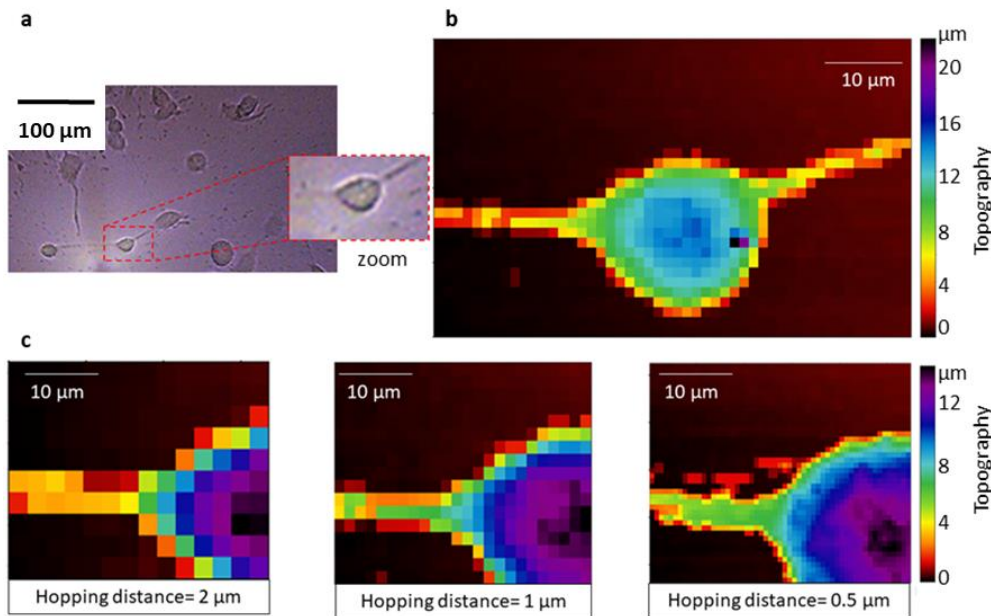 a
100 µm
zoom
b
10 µm
µm
20
16
12
8
4
0
Topography
c
10 µm
Hopping distance= 2 µm
10 µm
Hopping distance= 1 µm
10 µm
Hopping distance= 0.5 µm
µm
12
8
4
0
Topography